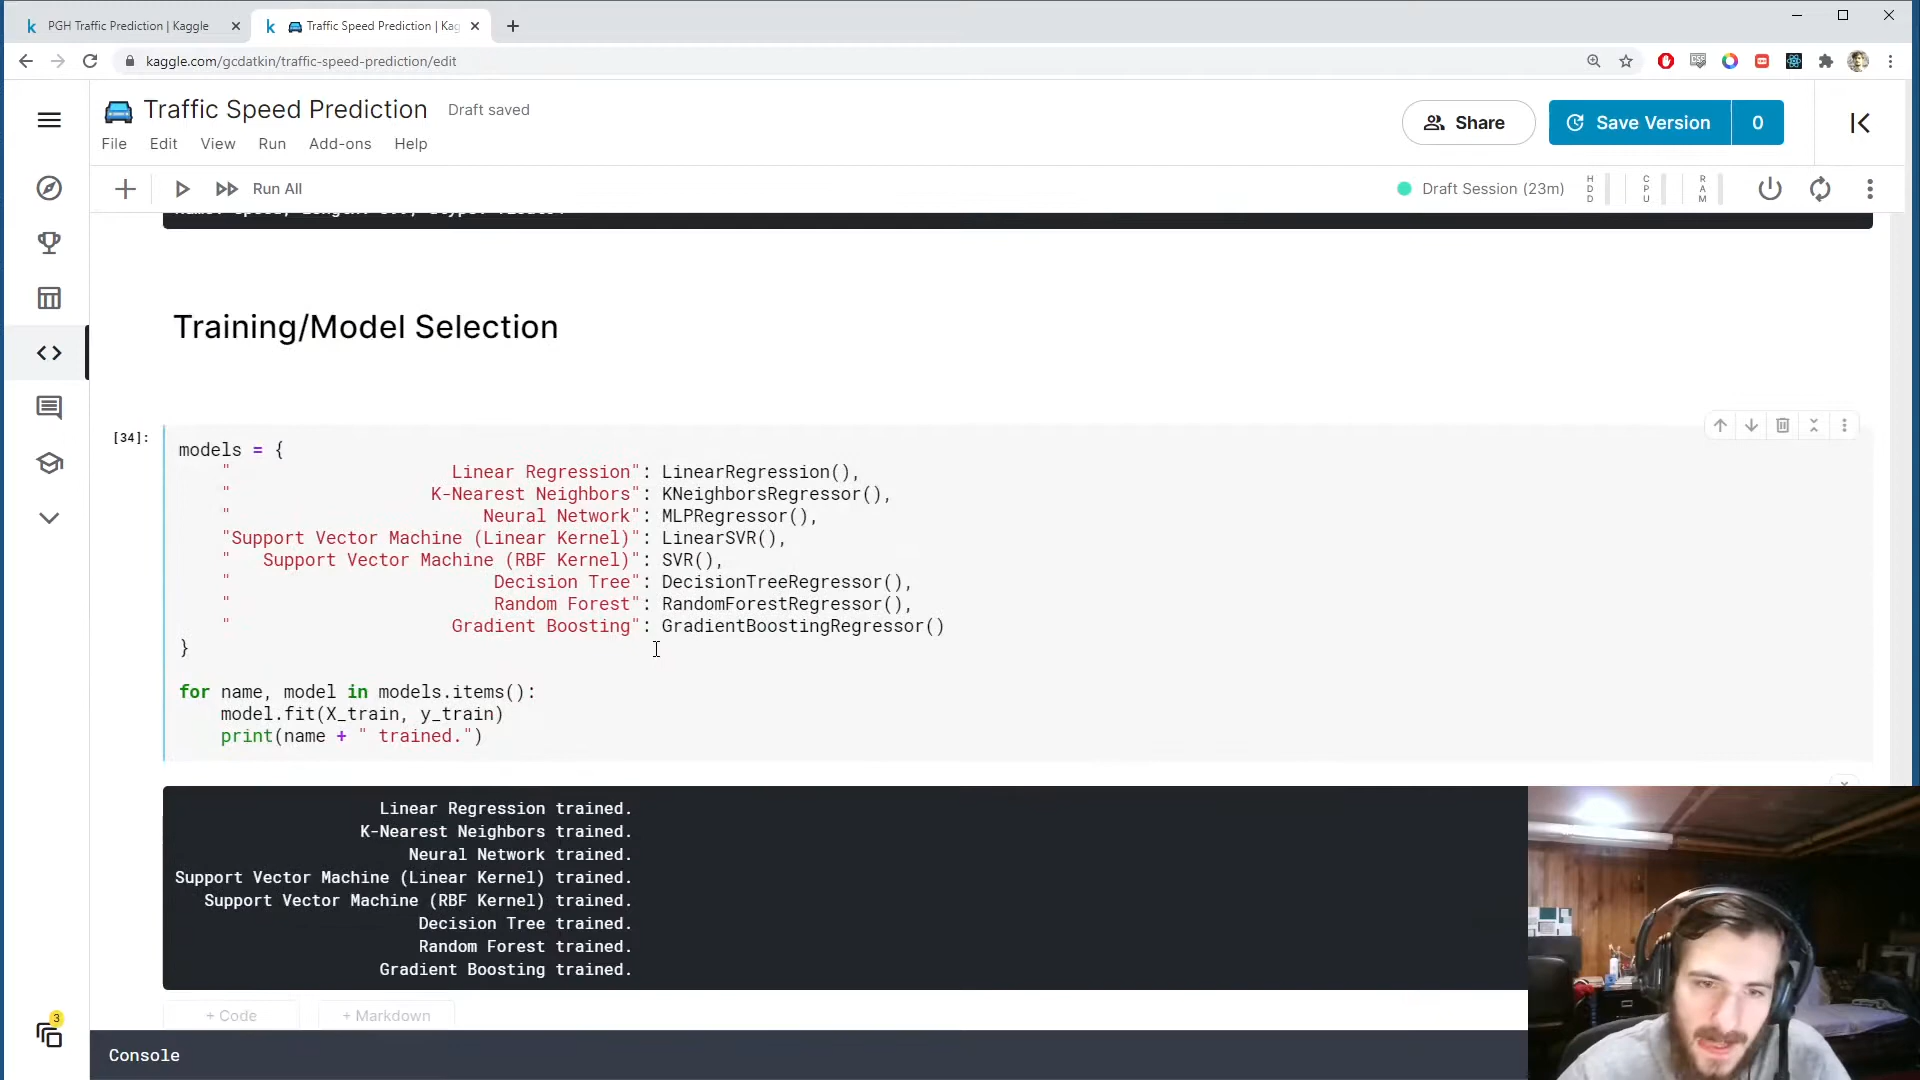 PGH Traffic Prediction | Kaggle
Traffic Speed Prediction | Kag
kaggle.com/gcdatkin/traffic-speed-prediction/edit
Traffic Speed Prediction Draft saved
Share
Save Version 0
File Edit View Run Add-ons Help
Run All
Draft Session (23m)
HDD
CPU
RAM
Training/Model Selection
[34]:
models = {
"                     Linear Regression": LinearRegression(),
"                   K-Nearest Neighbors": KNeighborsRegressor(),
"                        Neural Network": MLPRegressor(),
"Support Vector Machine (Linear Kernel)": LinearSVR(),
"   Support Vector Machine (RBF Kernel)": SVR(),
"                         Decision Tree": DecisionTreeRegressor(),
"                         Random Forest": RandomForestRegressor(),
"                     Gradient Boosting": GradientBoostingRegressor()
}
for name, model in models.items():
model.fit(X_train, y_train)
print(name + " trained.")
Linear Regression trained.
K-Nearest Neighbors trained.
Neural Network trained.
Support Vector Machine (Linear Kernel) trained.
Support Vector Machine (RBF Kernel) trained.
Decision Tree trained.
Random Forest trained.
Gradient Boosting trained.
+ Code + Markdown
3
Console